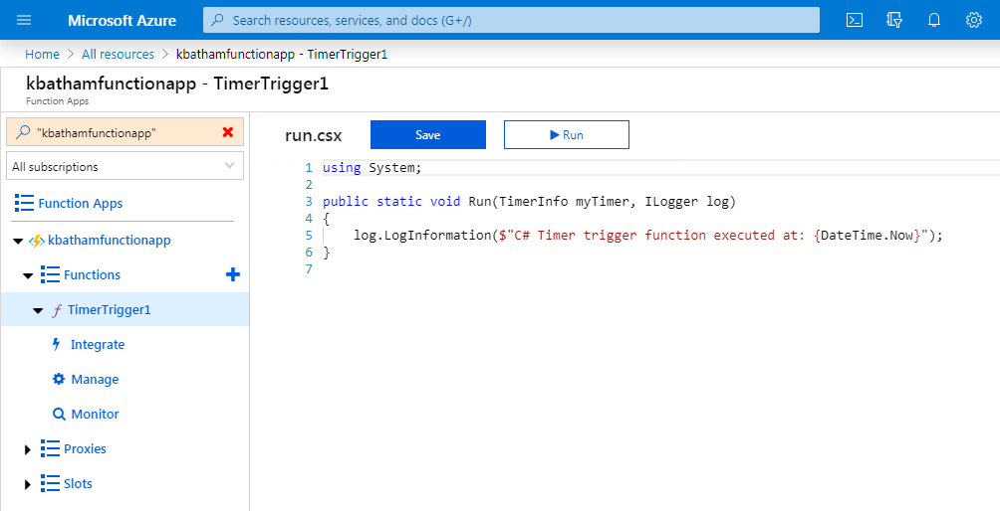 Microsoft Azure
Search resources, services, and docs (G+/)
Home > All resources > kbathamfunctionapp - TimerTrigger1
kbathamfunctionapp - TimerTrigger1
Function Apps
"kbathamfunctionapp"
All subscriptions
Function Apps
kbathamfunctionapp
Functions
f TimerTrigger1
Integrate
Manage
Monitor
Proxies
Slots
run.csx Save Run
1 using System;
2
3 public static void Run(TimerInfo myTimer, ILogger log)
4 {
5     log.LogInformation($"C# Timer trigger function executed at: {DateTime.Now}");
6 }
7